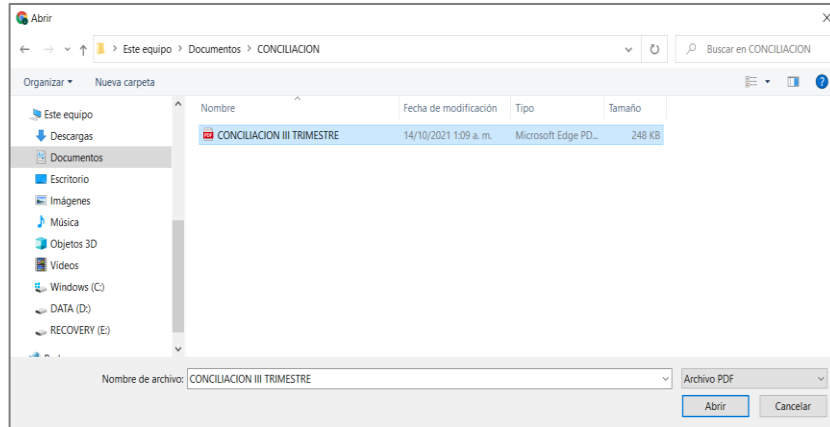 Abrir
Este equipo > Documentos > CONCILIACION
Buscar en CONCILIACION
Organizar
Nueva carpeta
Nombre
Fecha de modificación
Tipo
Tamaño
CONCILIACION III TRIMESTRE
14/10/2021 1:09 a. m.
Microsoft Edge PD...
248 KB
Este equipo
Descargas
Documentos
Escritorio
Imágenes
Música
Objetos 3D
Vídeos
Windows (C:)
DATA (D:)
RECOVERY (E:)
Nombre de archivo: CONCILIACION III TRIMESTRE
Archivo PDF
Abrir
Cancelar